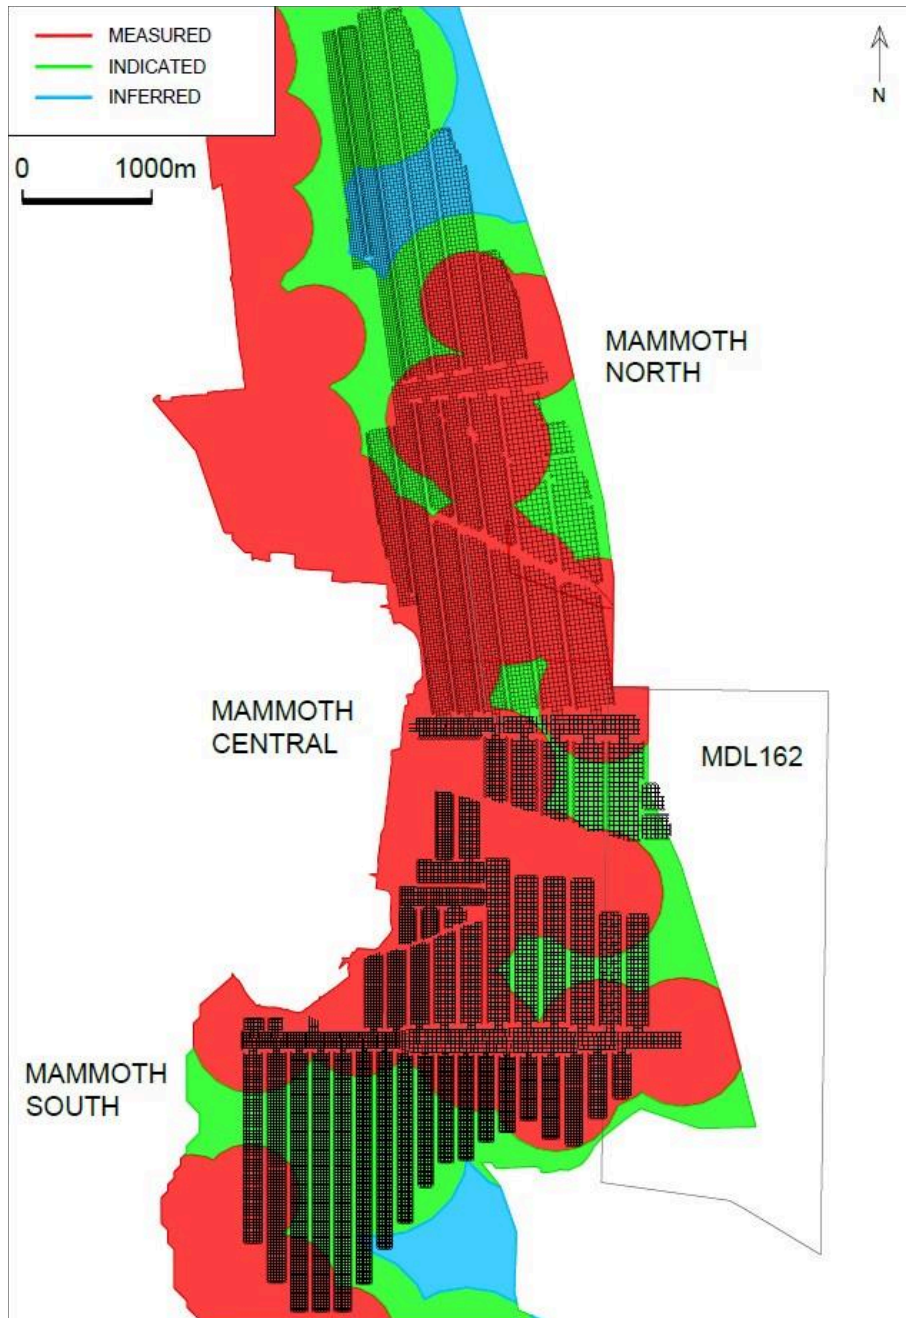 MEASURED
INDICATED
INFERRED
N
0 1000m
MAMMOTH
NORTH
MAMMOTH
CENTRAL
MDL162
MAMMOTH
SOUTH